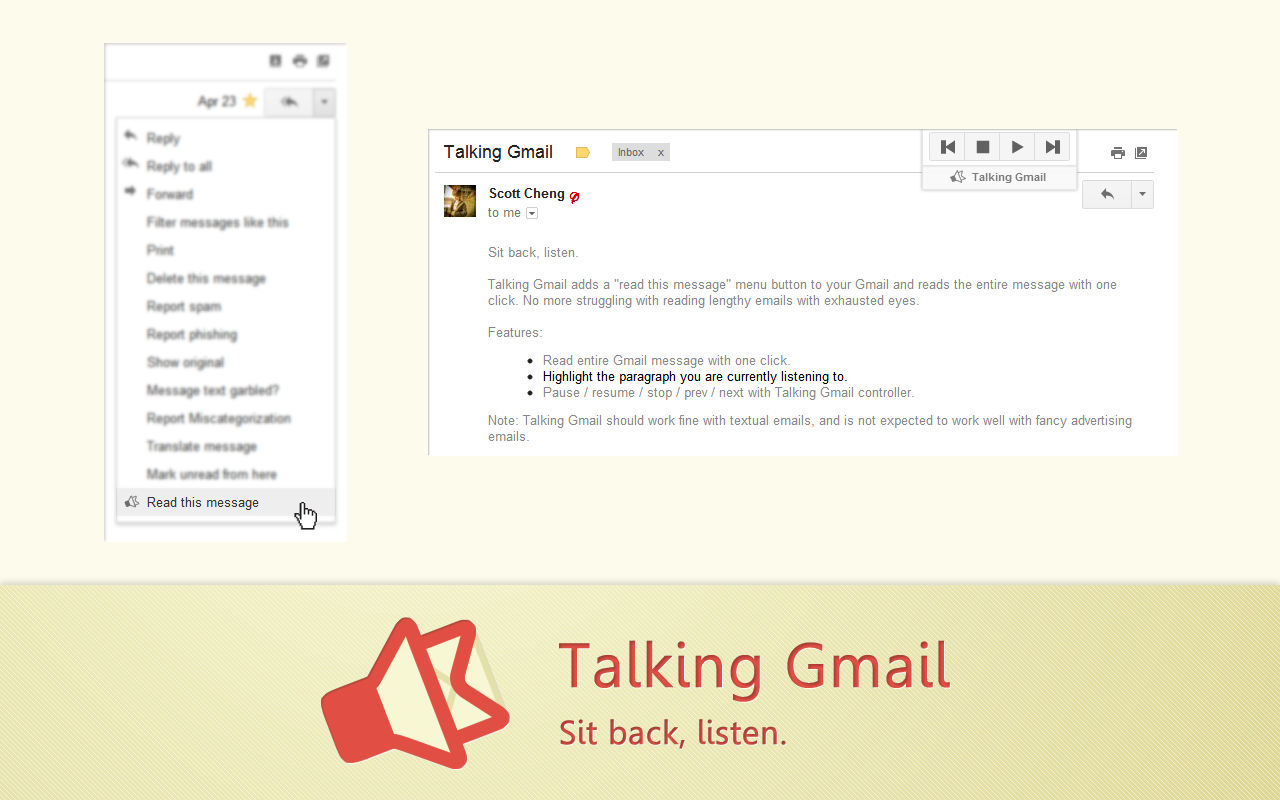 Apr 23
Reply
Reply to all
Forward
Filter messages like this
Print
Delete this message
Report spam
Report phishing
Show original
Message text garbled?
Report Miscategorization
Translate message
Mark unread from here
Read this message
Talking Gmail
Inbox x
Talking Gmail
Scott Cheng
to me
Sit back, listen.
Talking Gmail adds a "read this message" menu button to your Gmail and reads the entire message with one
click. No more struggling with reading lengthy emails with exhausted eyes.
Features:
Read entire Gmail message with one click.
Highlight the paragraph you are currently listening to.
Pause / resume / stop / prev / next with Talking Gmail controller.
Note: Talking Gmail should work fine with textual emails, and is not expected to work well with fancy advertising
emails.
Talking Gmail
Sit back, listen.